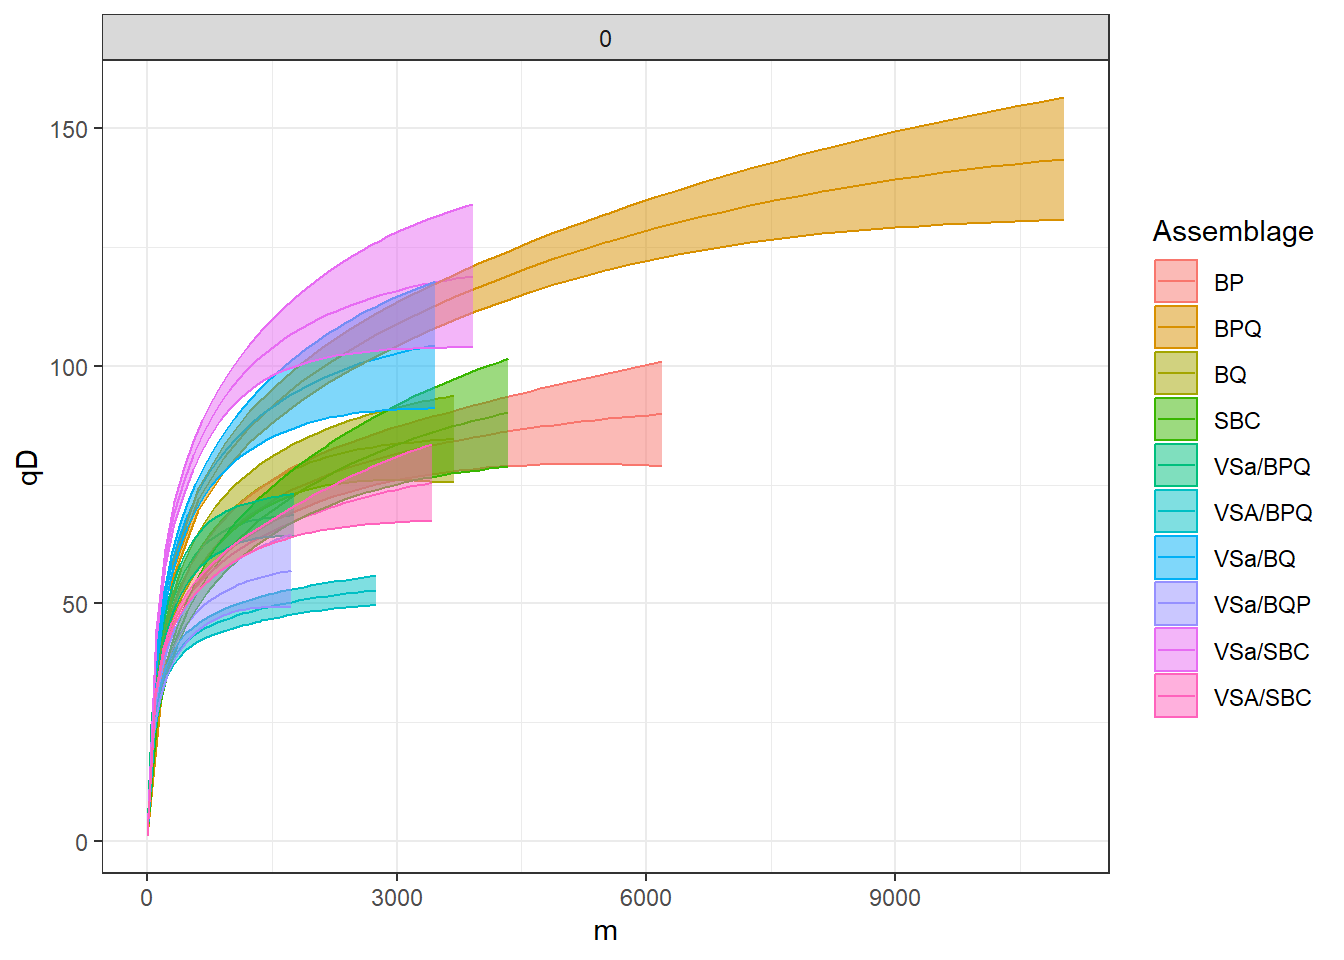 0
150
100
50
0
qD
0
3000
6000
9000
m
Assemblage
BP
BPQ
BQ
SBC
VSa/BPQ
VSA/BPQ
VSa/BQ
VSa/BQP
VSa/SBC
VSA/SBC